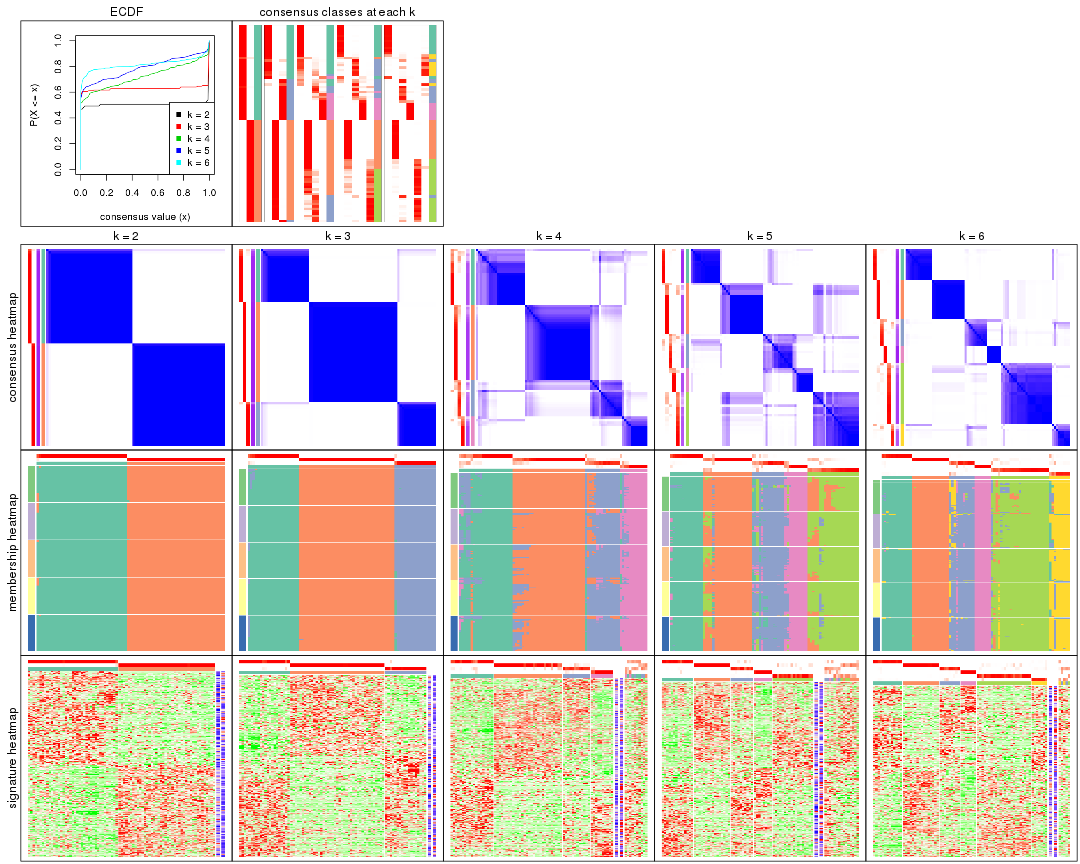 ECDF
consensus classes at each k
P(X <= x)
0.0 0.2 0.4 0.6 0.8 1.0
k = 2
k = 3
k = 4
k = 5
k = 6
0.0 0.2 0.4 0.6 0.8 1.0
consensus value (x)
k = 2 k = 3 k = 4 k = 5 k = 6
consensus heatmap
membership heatmap
signature heatmap